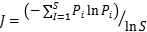 J = (−∑_{I=1}^{S} P_i ln P_i) / ln S